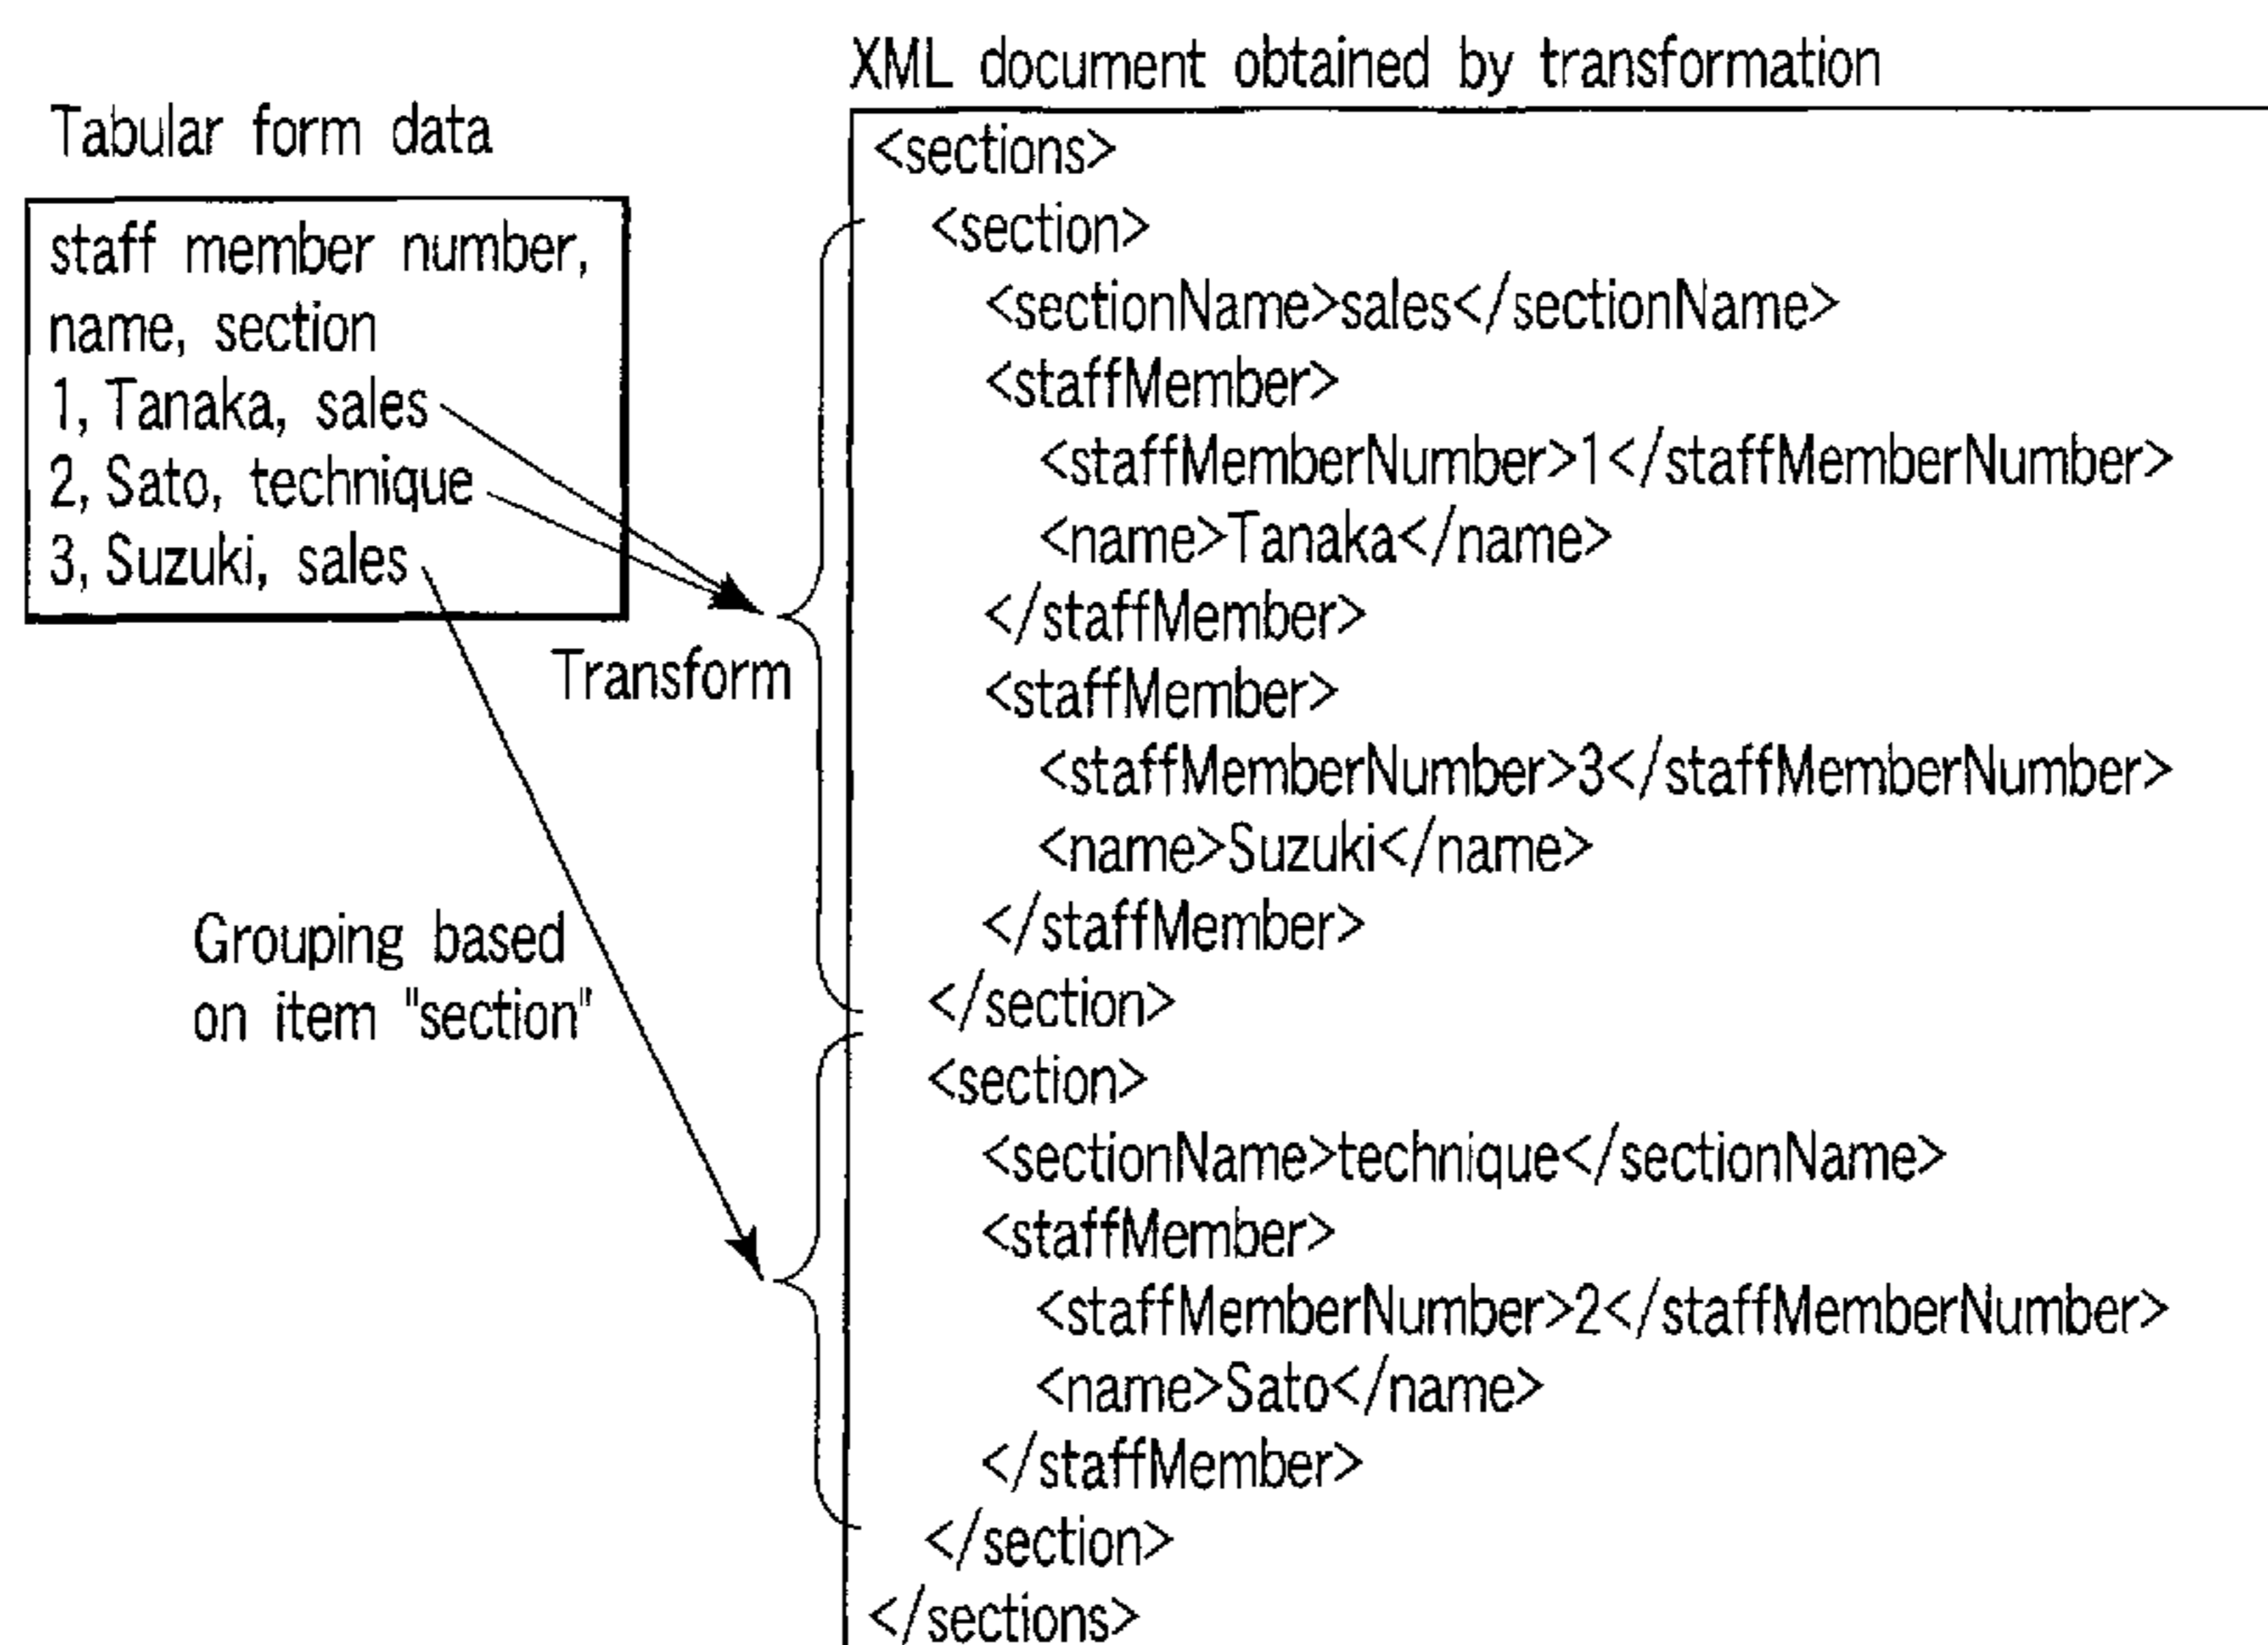 Tabular form data
staff member number,
name, section
1, Tanaka, sales
2, Sato, technique
3, Suzuki, sales
Transform
Grouping based
on item "section"
XML document obtained by transformation
<sections>
<section>
<sectionName>sales</sectionName>
<staffMember>
<staffMemberNumber>1</staffMemberNumber>
<name>Tanaka</name>
</staffMember>
<staffMember>
<staffMemberNumber>3</staffMemberNumber>
<name>Suzuki</name>
</staffMember>
</section>
<section>
<sectionName>technique</sectionName>
<staffMember>
<staffMemberNumber>2</staffMemberNumber>
<name>Sato</name>
</staffMember>
</section>
</sections>